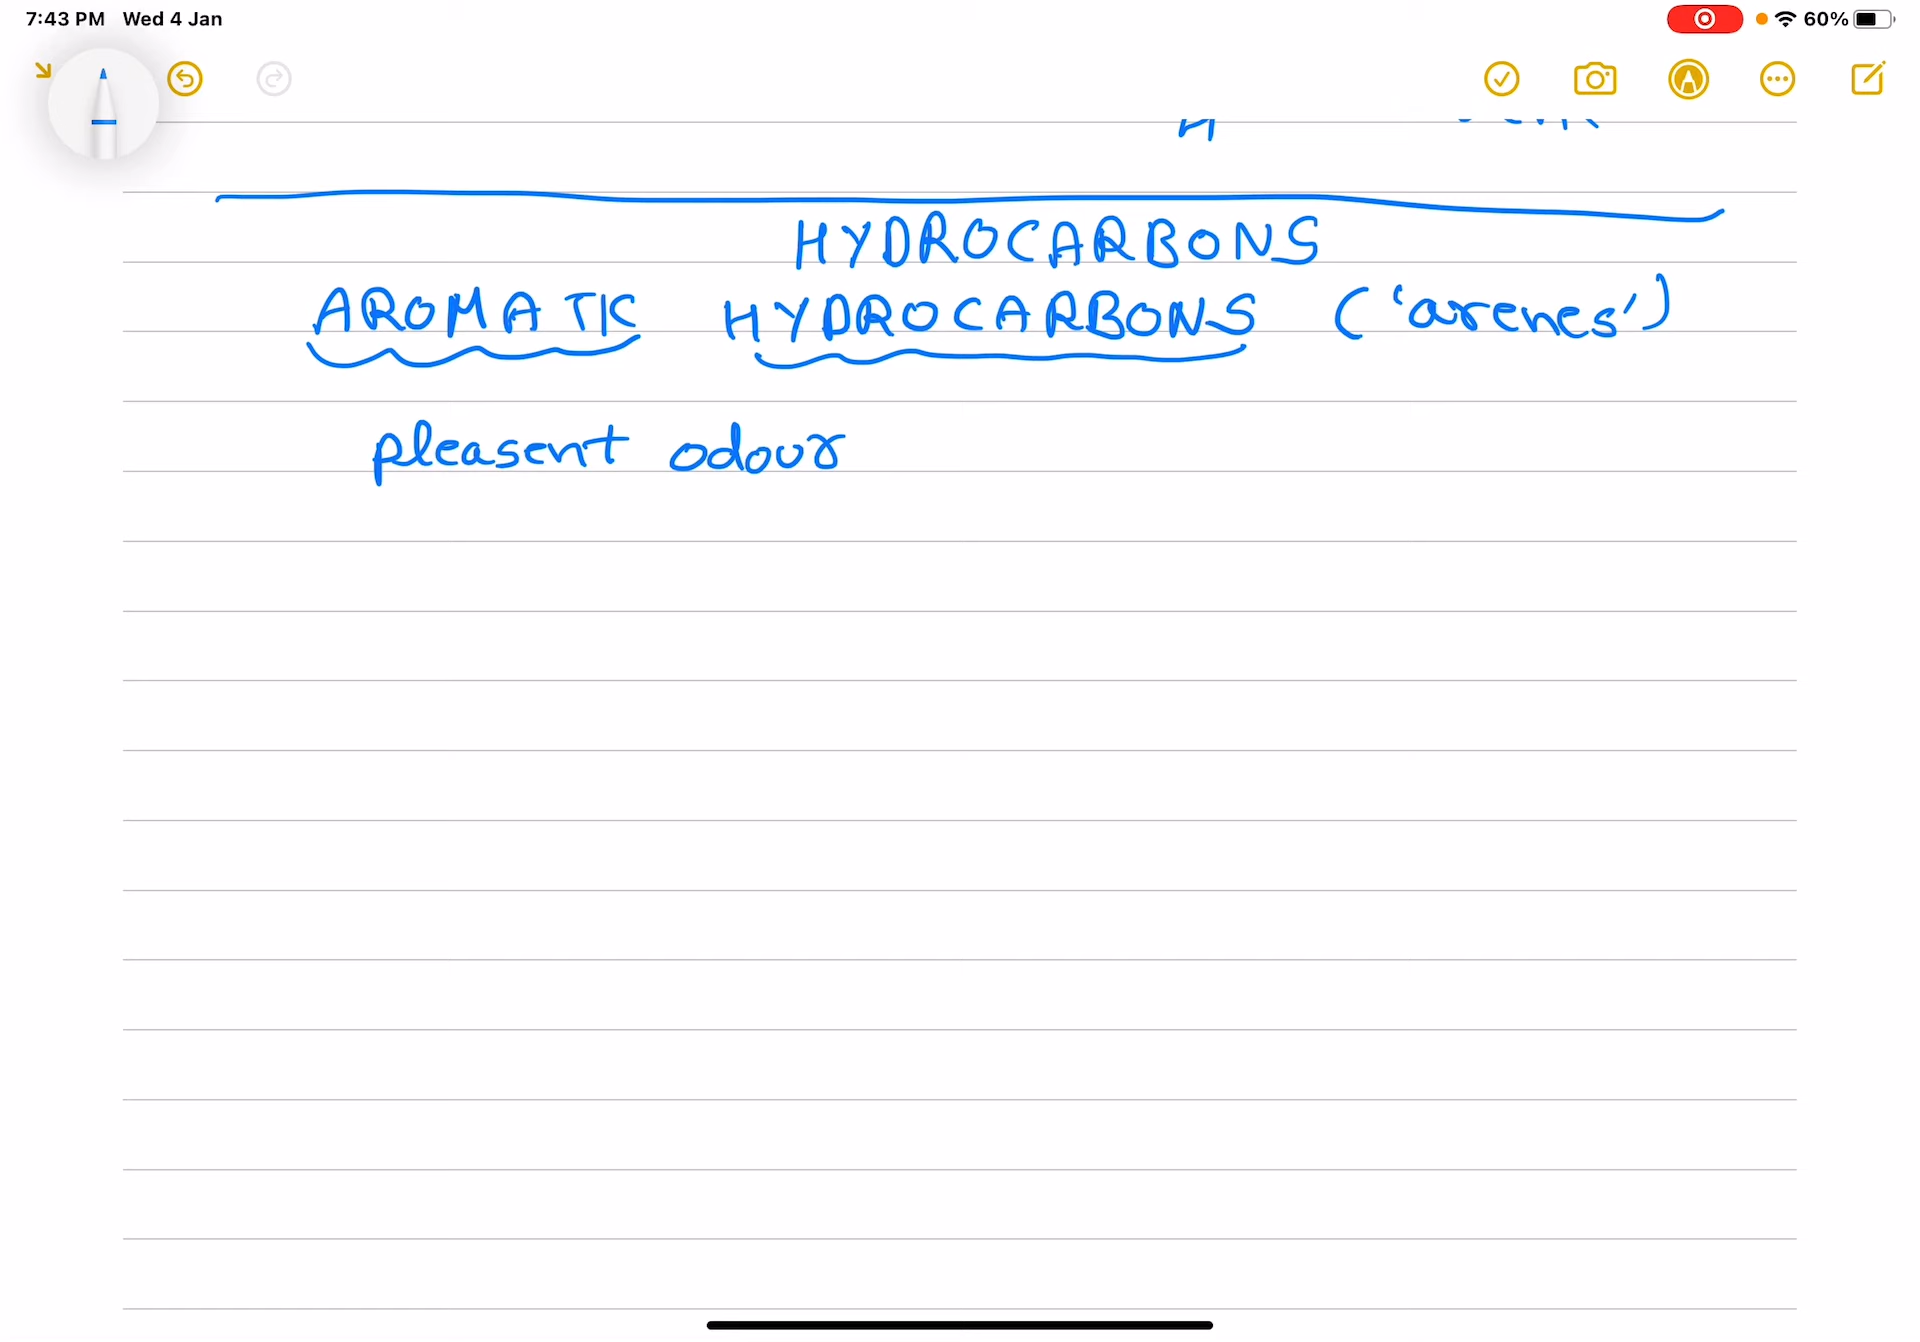 7:43 PM Wed 4 Jan 60%
HYDROCARBONS
AROMATIC HYDROCARBONS ('arenes')
pleasent odour